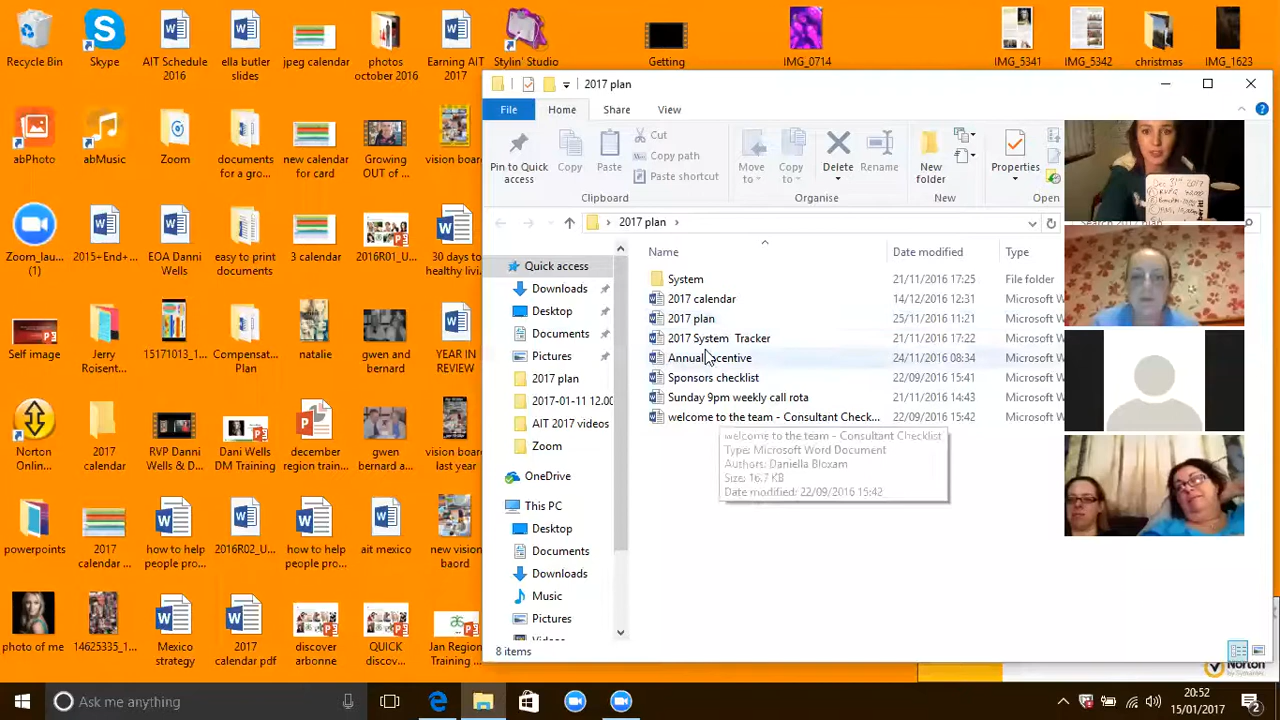 Recycle Bin
Skype
AIT Schedule 2016
ella butler slides
jpeg calendar
photos october 2016
Earning AIT 2017
Stylin' Studio
Getting
IMG_0714
IMG_5341
IMG_5342
christmas
IMG_1623
abPhoto
abMusic
Zoom
documents for a gro...
new calendar for card
Growing OUT of ...
vision board
Zoom_lau... (1)
2015+End+...
EOA Danni Wells
easy to print documents
3 calendar
2016R01_U...
30 days to healthy livi...
Self image
Jerry Roisent...
15171013_1...
Compensat... Plan
natalie
gwen and bernard
YEAR IN REVIEW
Norton Online...
2017 calendar
RVP Danni Wells & D...
Dani Wells DM Training
december region train...
gwen bernard a...
vision board last year
powerpoints
2017 calendar ...
how to help people pro...
2016R02_U...
how to help people pro...
ait mexico
new vision baord
photo of me
14625335_1...
Mexico strategy
2017 calendar pdf
discover arbonne
QUICK discov...
Jan Region Training ...
2017 plan
File
Home
Share
View
Pin to Quick access
Copy
Paste
Cut
Copy path
Paste shortcut
Clipboard
Move to
Copy to
Delete
Rename
Organise
New folder
New
Properties
Open
2017 plan
Search 2017 plan
Name
Date modified
Type
System 21/11/2016 17:25 File folder
2017 calendar 14/12/2016 12:31 Microsoft W
2017 plan 25/11/2016 11:21 Microsoft W
2017 System Tracker 21/11/2016 17:22 Microsoft W
Annual incentive 24/11/2016 08:34 Microsoft W
Sponsors checklist 22/09/2016 15:41 Microsoft W
Sunday 9pm weekly call rota 21/11/2016 14:43 Microsoft W
welcome to the team - Consultant Check... 22/09/2016 15:42 Microsoft W
welcome to the team - Consultant Checklist
Type: Microsoft Word Document
Authors: Daniella Bloxam
Size: 16.7 KB
Date modified: 22/09/2016 15:42
Quick access
Downloads
Desktop
Documents
Pictures
2017 plan
2017-01-11 12.00
AIT 2017 videos
Zoom
OneDrive
This PC
Desktop
Documents
Downloads
Music
Pictures
Videos
8 items
Dec 31st 2017
Norton
by Symantec
Ask me anything
20:52
15/01/2017
2